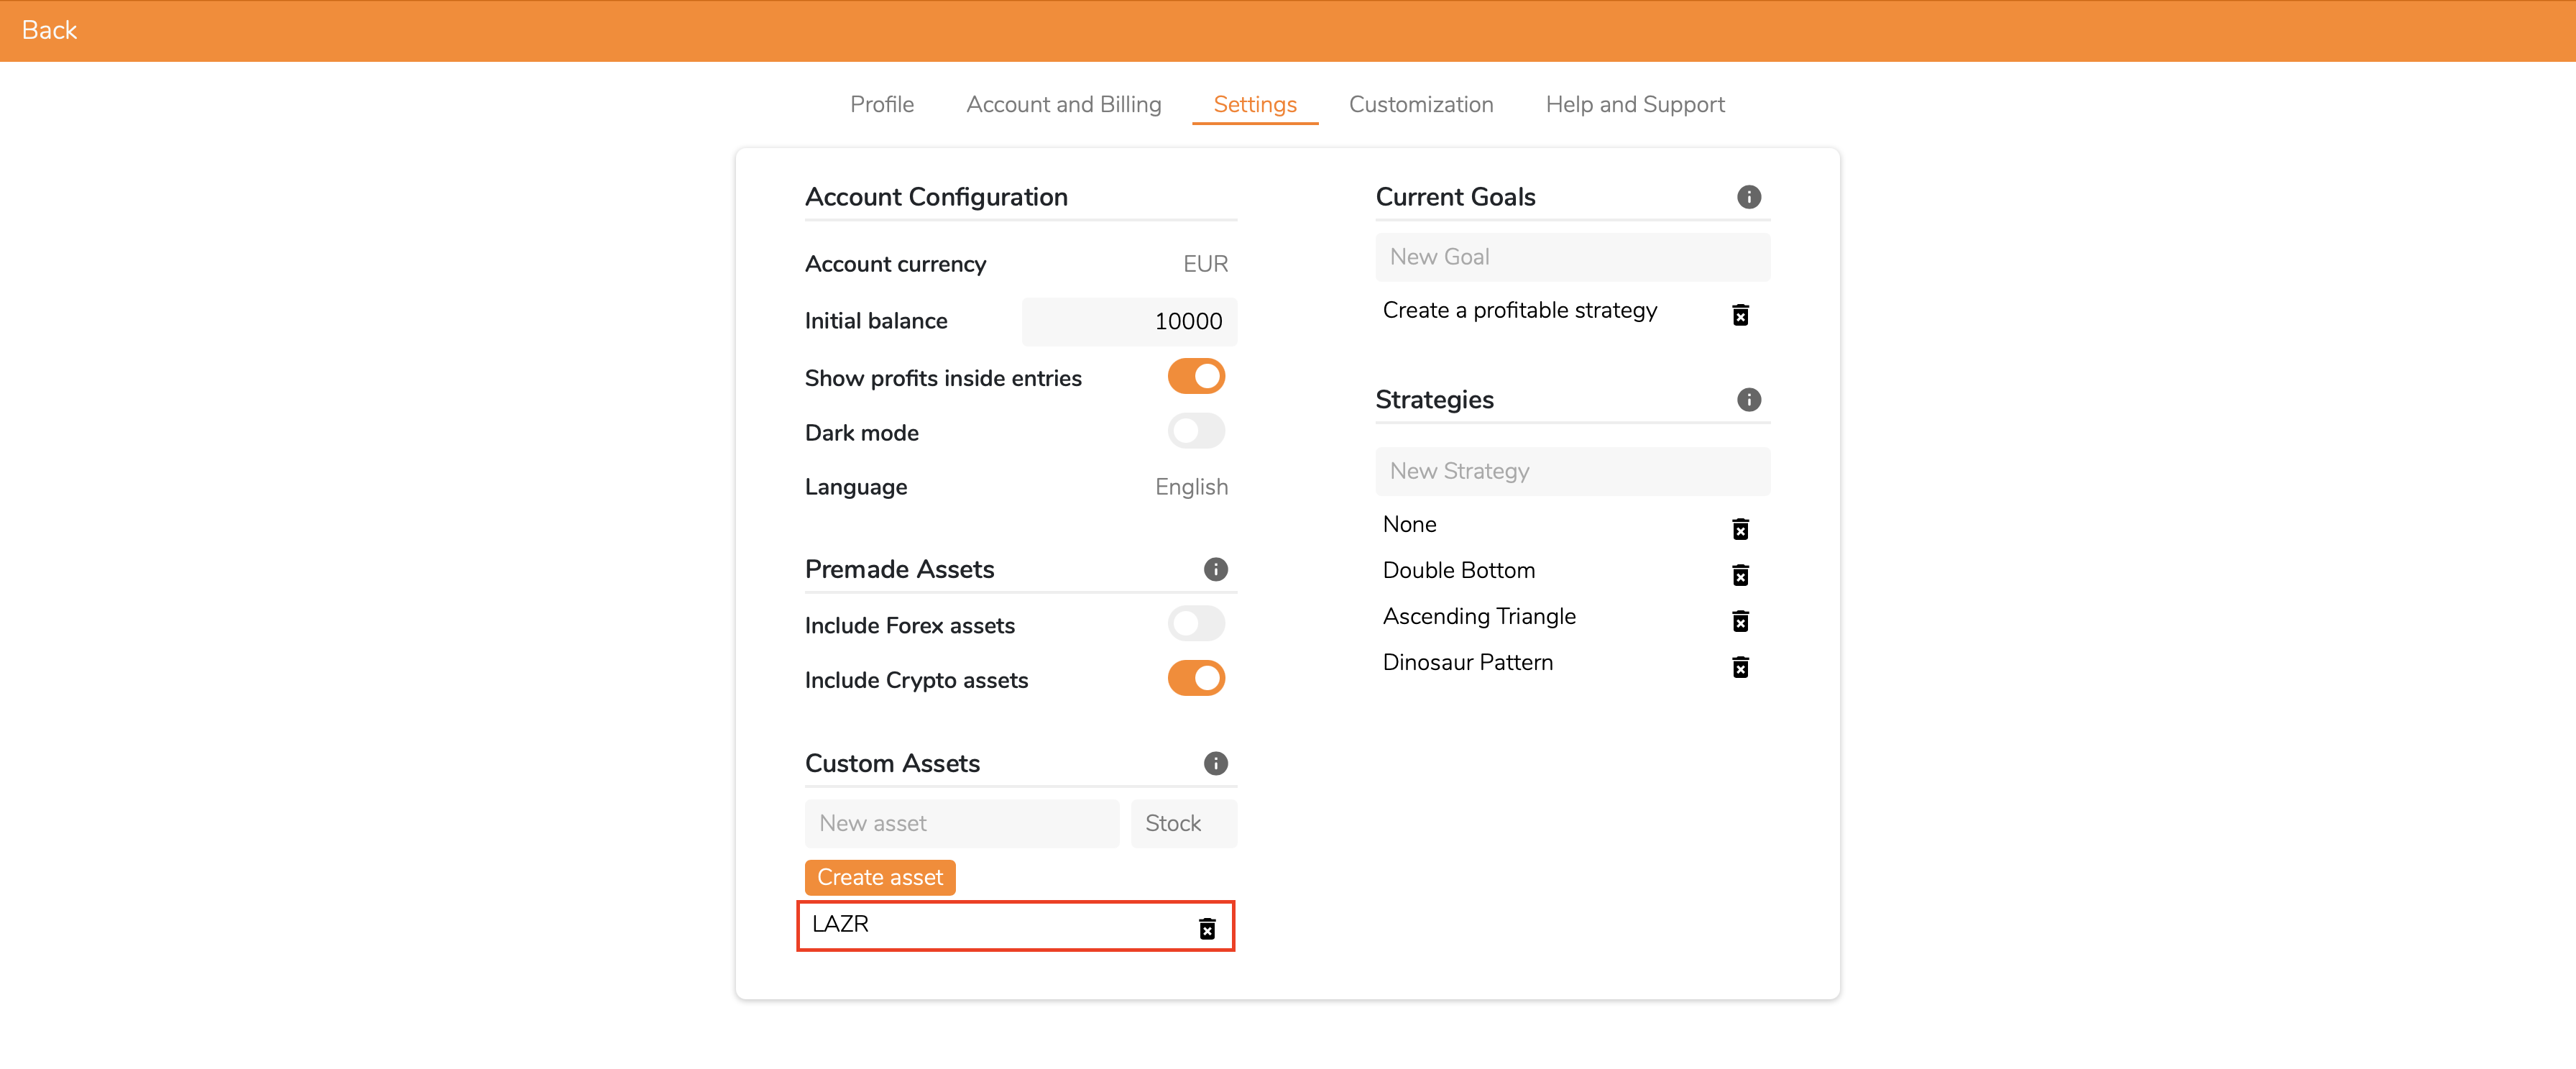 Back
Profile
Account and Billing
Settings
Customization
Help and Support
Account Configuration
Account currency EUR
Initial balance 10000
Show profits inside entries
Dark mode
Language English
Premade Assets
Include Forex assets
Include Crypto assets
Custom Assets
New asset Stock
Create asset
LAZR
Current Goals
New Goal
Create a profitable strategy
Strategies
New Strategy
None
Double Bottom
Ascending Triangle
Dinosaur Pattern